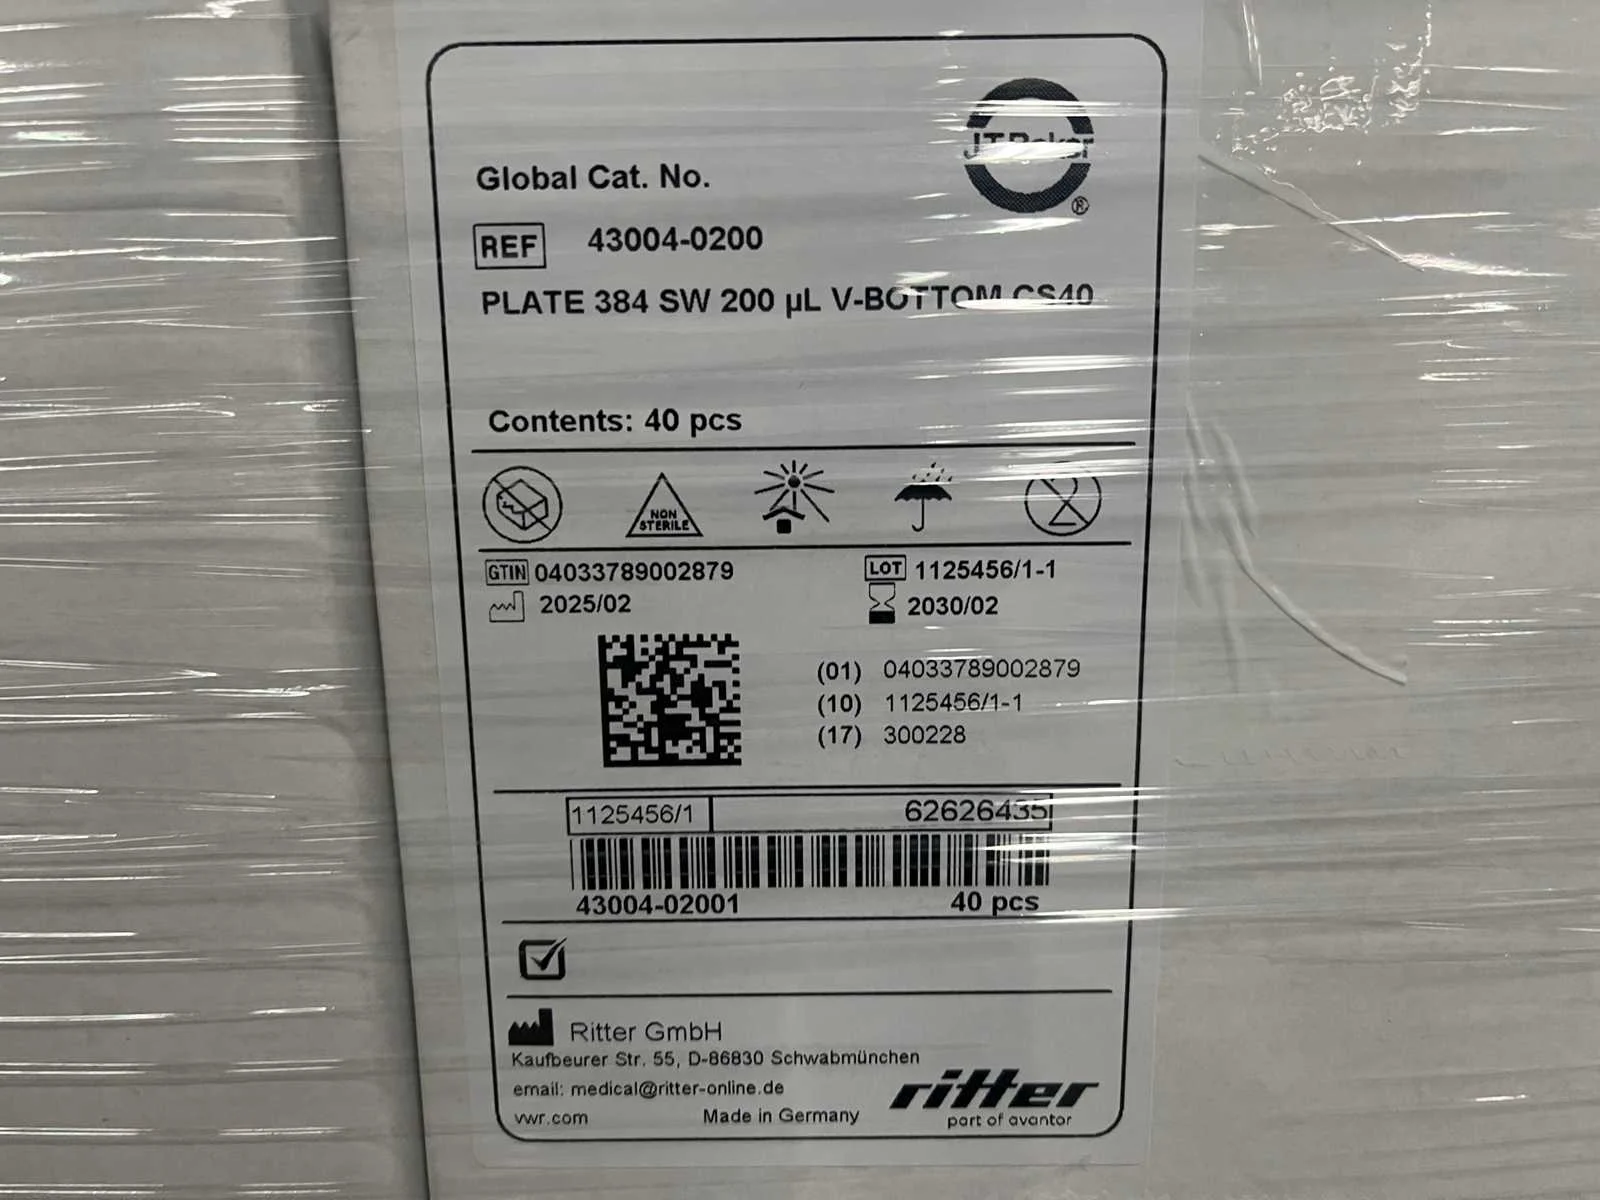 JT Baker
®
Global Cat. No.
REF 43004-0200
PLATE 384 SW 200 µL V-BOTTOM CS40
Contents: 40 pcs
NON
STERILE
2
GTIN 04033789002879
LOT 1125456/1-1
2025/02
2030/02
(01) 04033789002879
(10) 1125456/1-1
(17) 300228
1125456/1
62626435
43004-02001
40 pcs
Ritter GmbH
Kaufbeurer Str. 55, D-86830 Schwabmünchen
email: medical@ritter-online.de
vwr.com
Made in Germany
ritter
part of avantor